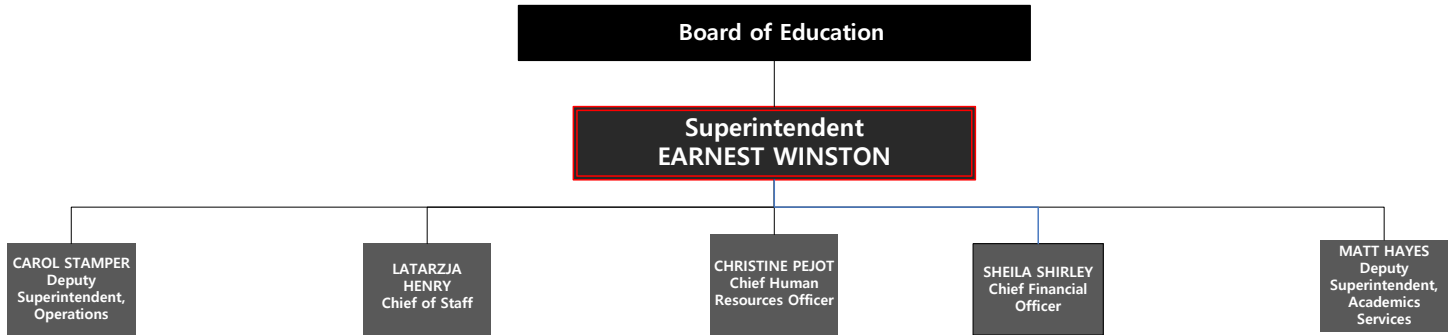 Board of Education
Superintendent
EARNEST WINSTON
CAROL STAMPER
Deputy
Superintendent,
Operations
LATARZJA
HENRY
Chief of Staff
CHRISTINE PEJOT
Chief Human
Resources Officer
SHEILA SHIRLEY
Chief Financial
Officer
MATT HAYES
Deputy
Superintendent,
Academics
Services